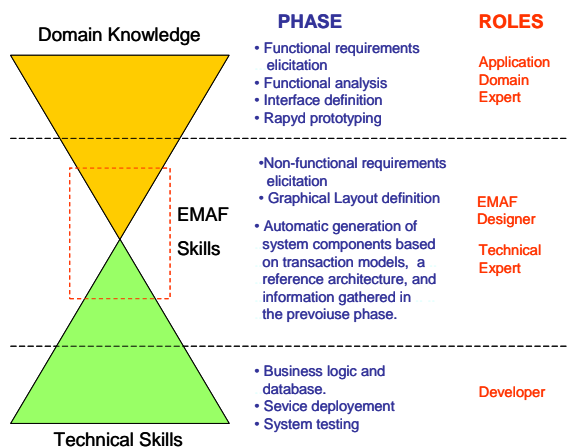 PHASE
ROLES
Domain Knowledge
• Functional requirements
elicitation
• Functional analysis
• Interface definition
• Rapyd prototyping
Application
Domain
Expert
•Non-functional requirements
elicitation
• Graphical Layout definition
• Automatic generation of
system components based
on transaction models, a
reference architecture, and
information gathered in
the prevoiuse phase.
EMAF
Skills
EMAF
Designer
Technical
Expert
• Business logic and
database.
• Sevice deployement
• System testing
Developer
Technical Skills